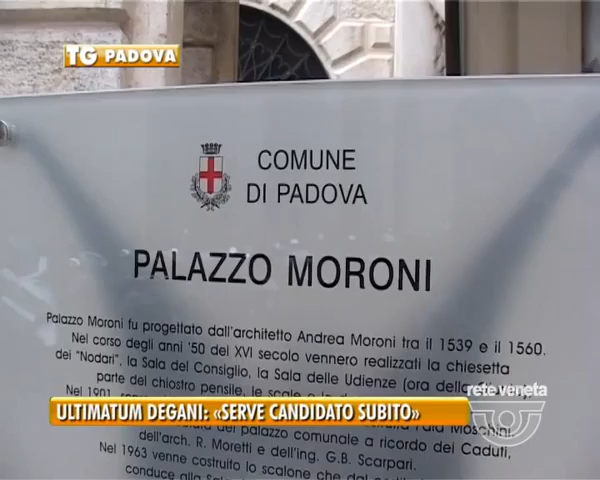 TG PADOVA
COMUNE
DI PADOVA
PALAZZO MORONI
Palazzo Moroni fu progettato dall'architetto Andrea Moroni tra il 1539 e il 1560.
Nel corso degli anni '50 del XVI secolo vennero realizzati la chiesetta
dei "Nodari", la Sala del Consiglio, la Sala delle Udienze (ora della
parte del chiostro pensile, le scale e la
Nel 1901,
reteveneta
ULTIMATUM DEGANI: «SERVE CANDIDATO SUBITO»
Moschini
del palazzo comunale a ricordo dei Caduti,
dell'arch. R. Moretti e dell'ing. G.B. Scarpari.
Nel 1963 venne costruito lo scalone che dal
conduce alla